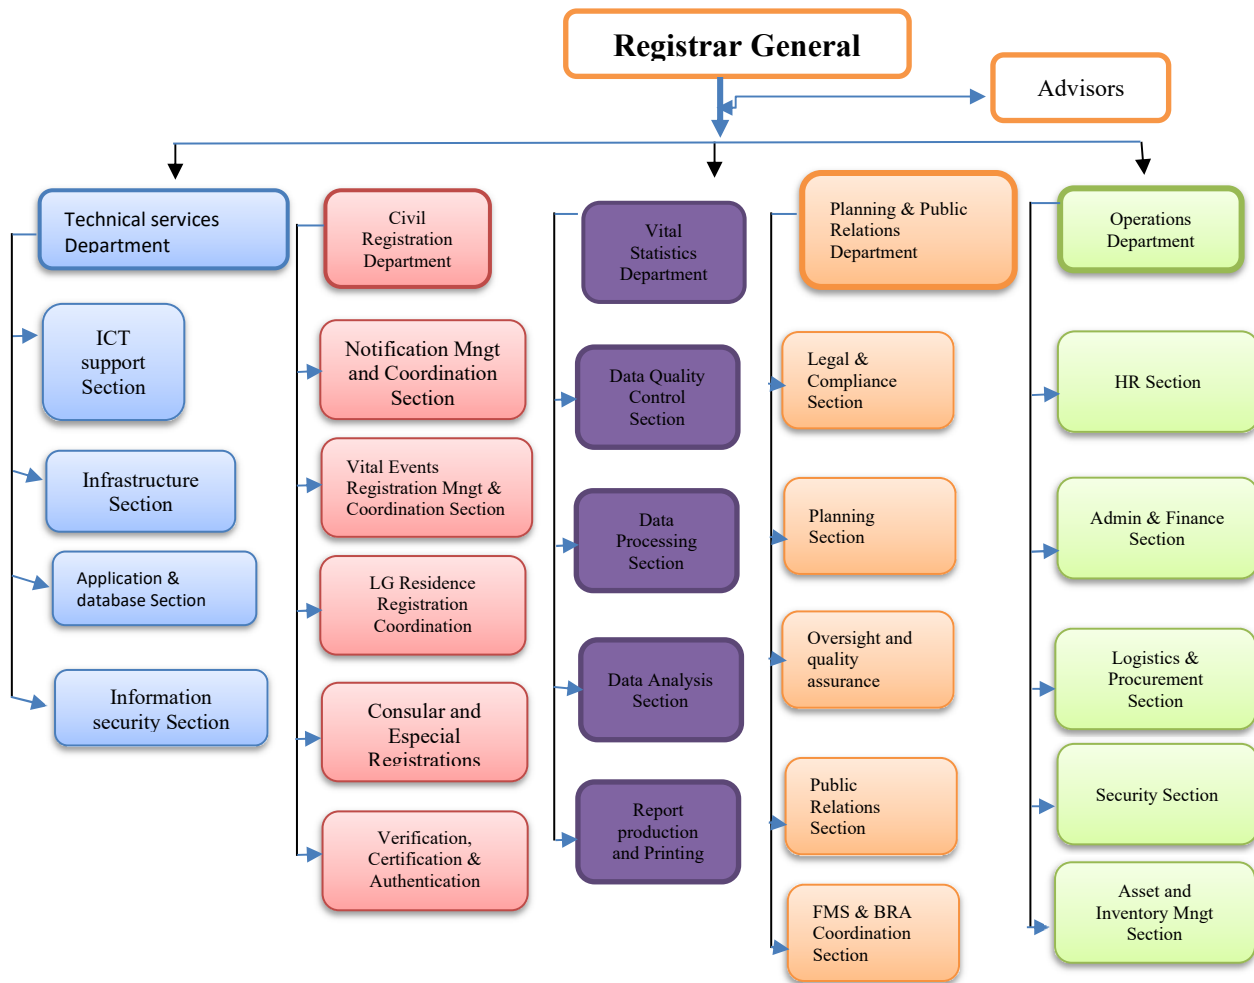 Registrar General
Advisors
Technical services
Department
ICT
support
Section
Infrastructure
Section
Application &
database Section
Information
security Section
Civil
Registration
Department
Notification Mngt
and Coordination
Section
Vital Events
Registration Mngt &
Coordination Section
LG Residence
Registration
Coordination
Consular and
Especial
Registrations
Verification,
Certification &
Authentication
Vital
Statistics
Department
Data Quality
Control
Section
Data
Processing
Section
Data Analysis
Section
Report
production
and Printing
Planning & Public
Relations
Department
Legal &
Compliance
Section
Planning
Section
Oversight and
quality
assurance
Public
Relations
Section
FMS & BRA
Coordination
Section
Operations
Department
HR Section
Admin & Finance
Section
Logistics &
Procurement
Section
Security Section
Asset and
Inventory Mngt
Section